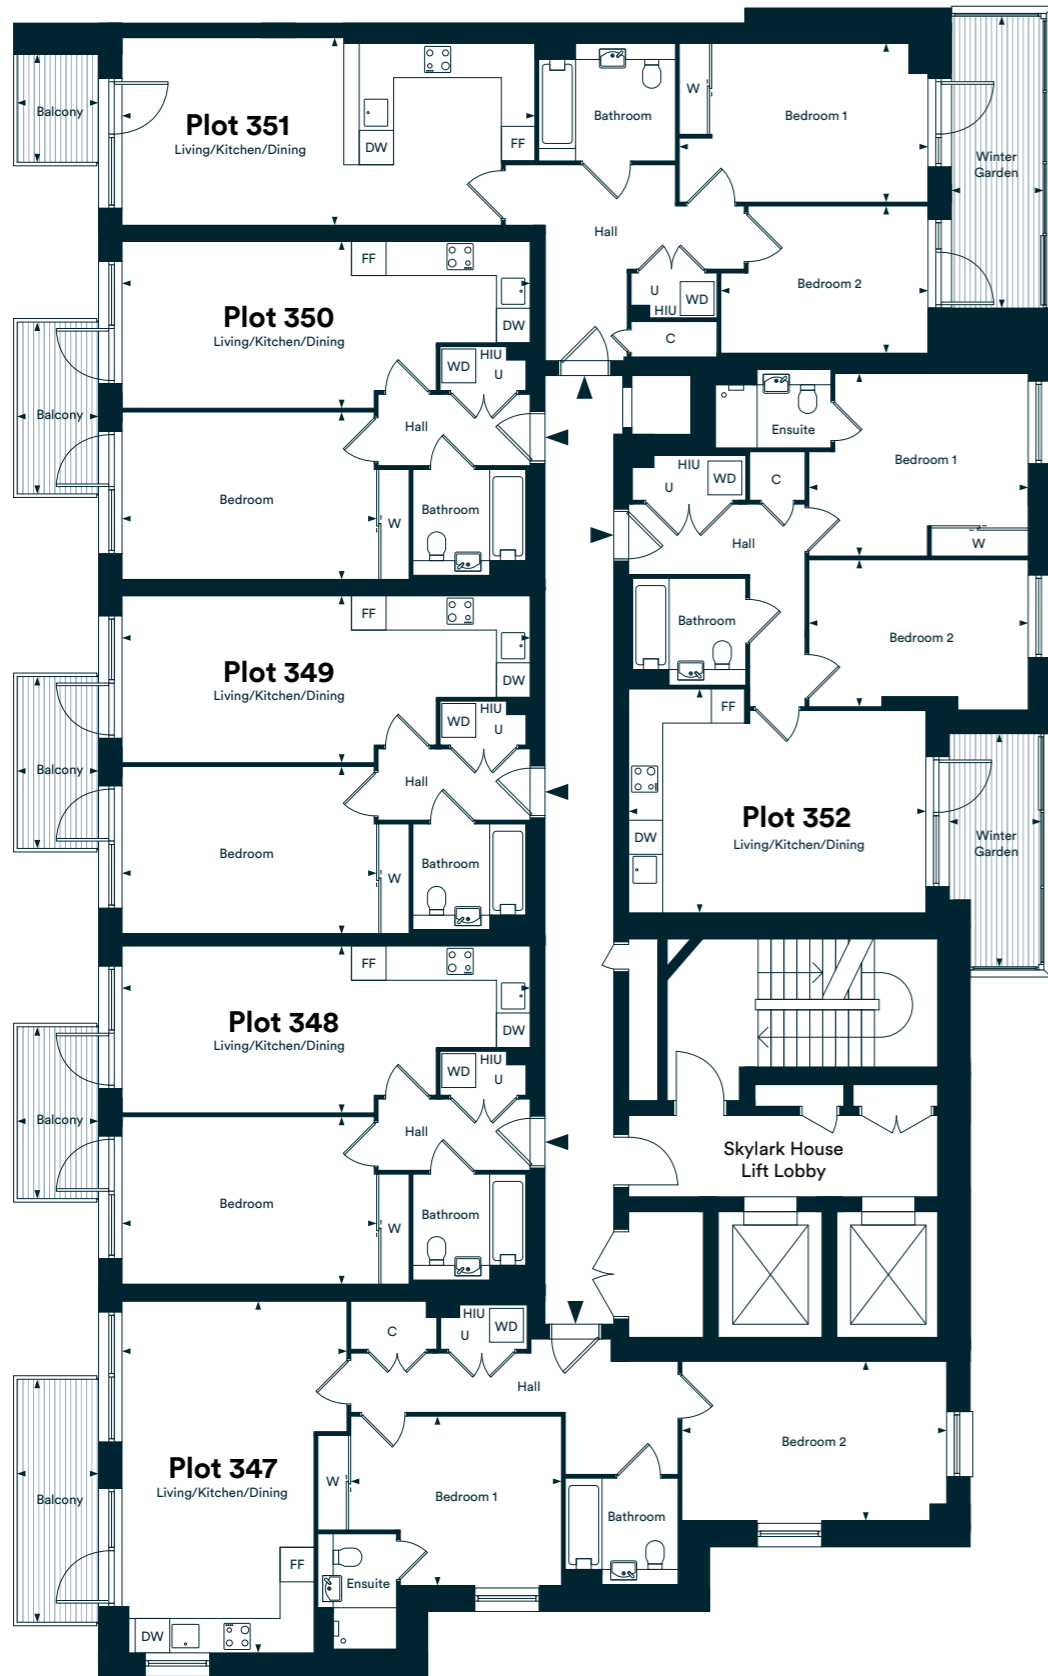 Balcony
Plot 351
Living/Kitchen/Dining
DW
FF
Bathroom
W
Bedroom 1
Winter
Garden
Hall
Bedroom 2
U
HIU
WD
C
Plot 350
Living/Kitchen/Dining
FF
DW
WD
HIU
U
Balcony
Hall
Bedroom
W
Bathroom
Ensuite
Bedroom 1
HIU
U
WD
C
Hall
W
Bathroom
Bedroom 2
FF
Plot 352
Living/Kitchen/Dining
DW
Winter
Garden
FF
Plot 349
Living/Kitchen/Dining
DW
WD
HIU
U
Balcony
Hall
Bedroom
W
Bathroom
FF
Plot 348
Living/Kitchen/Dining
DW
WD
HIU
U
Balcony
Hall
Bedroom
W
Bathroom
Skylark House
Lift Lobby
C
HIU
U
WD
Hall
Plot 347
Living/Kitchen/Dining
Balcony
W
Bedroom 1
Bedroom 2
Bathroom
FF
Ensuite
DW